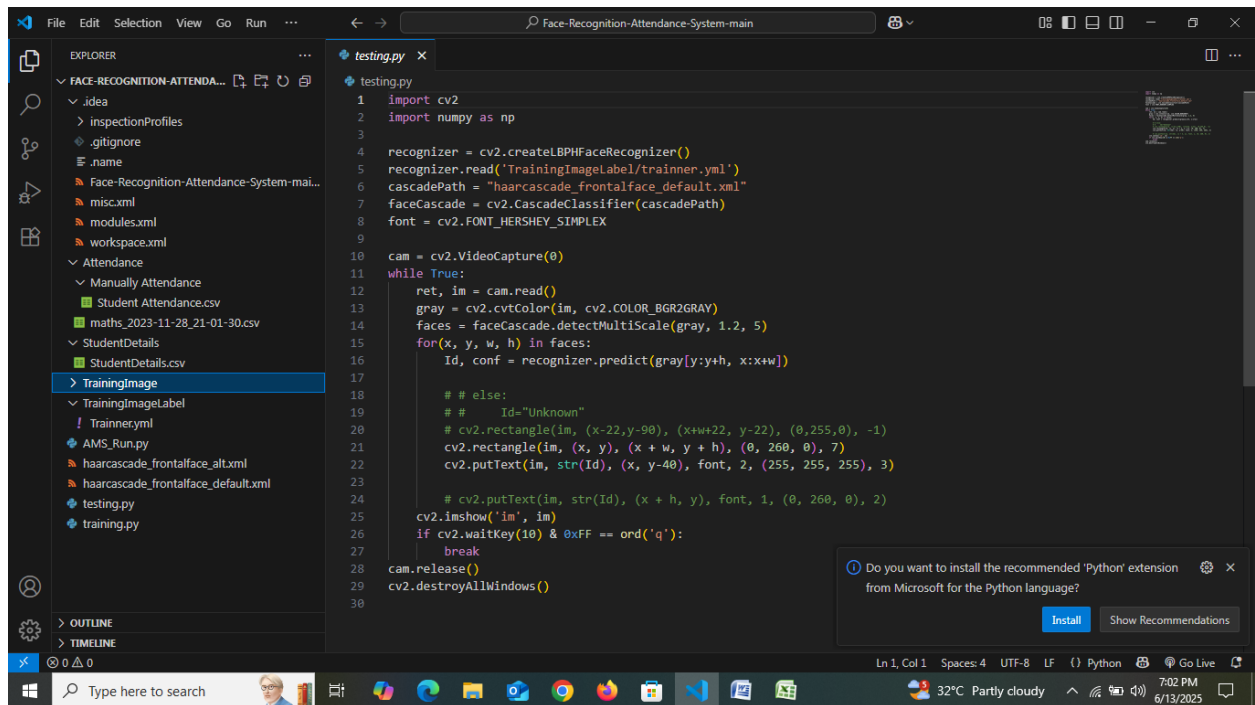 File Edit Selection View Go Run ··· Face-Recognition-Attendance-System-main
EXPLORER ···
FACE-RECOGNITION-ATTENDA...
.idea
inspectionProfiles
.gitignore
.name
Face-Recognition-Attendance-System-mai...
misc.xml
modules.xml
workspace.xml
Attendance
Manually Attendance
Student Attendance.csv
maths_2023-11-28_21-01-30.csv
StudentDetails
StudentDetails.csv
TrainingImage
TrainingImageLabel
Trainner.yml
AMS_Run.py
haarcascade_frontalface_alt.xml
haarcascade_frontalface_default.xml
testing.py
training.py
OUTLINE
TIMELINE
testing.py
testing.py
1 import cv2
2 import numpy as np
3
4 recognizer = cv2.createLBPHFaceRecognizer()
5 recognizer.read('TrainingImageLabel/trainner.yml')
6 cascadePath = "haarcascade_frontalface_default.xml"
7 faceCascade = cv2.CascadeClassifier(cascadePath)
8 font = cv2.FONT_HERSHEY_SIMPLEX
9
10 cam = cv2.VideoCapture(0)
11 while True:
12     ret, im = cam.read()
13     gray = cv2.cvtColor(im, cv2.COLOR_BGR2GRAY)
14     faces = faceCascade.detectMultiScale(gray, 1.2, 5)
15     for(x, y, w, h) in faces:
16         Id, conf = recognizer.predict(gray[y:y+h, x:x+w])
17
18         # # else:
19         # #     Id="Unknown"
20         # cv2.rectangle(im, (x-22,y-90), (x+w+22, y-22), (0,255,0), -1)
21         cv2.rectangle(im, (x, y), (x + w, y + h), (0, 260, 0), 7)
22         cv2.putText(im, str(Id), (x, y-40), font, 2, (255, 255, 255), 3)
23
24         # cv2.putText(im, str(Id), (x + h, y), font, 1, (0, 260, 0), 2)
25     cv2.imshow('im', im)
26     if cv2.waitKey(10) & 0xFF == ord('q'):
27         break
28 cam.release()
29 cv2.destroyAllWindows()
30
Do you want to install the recommended 'Python' extension
from Microsoft for the Python language?
Install Show Recommendations
0 0 Ln 1, Col 1 Spaces: 4 UTF-8 LF {} Python Go Live
Type here to search 32°C Partly cloudy 7:02 PM
6/13/2025